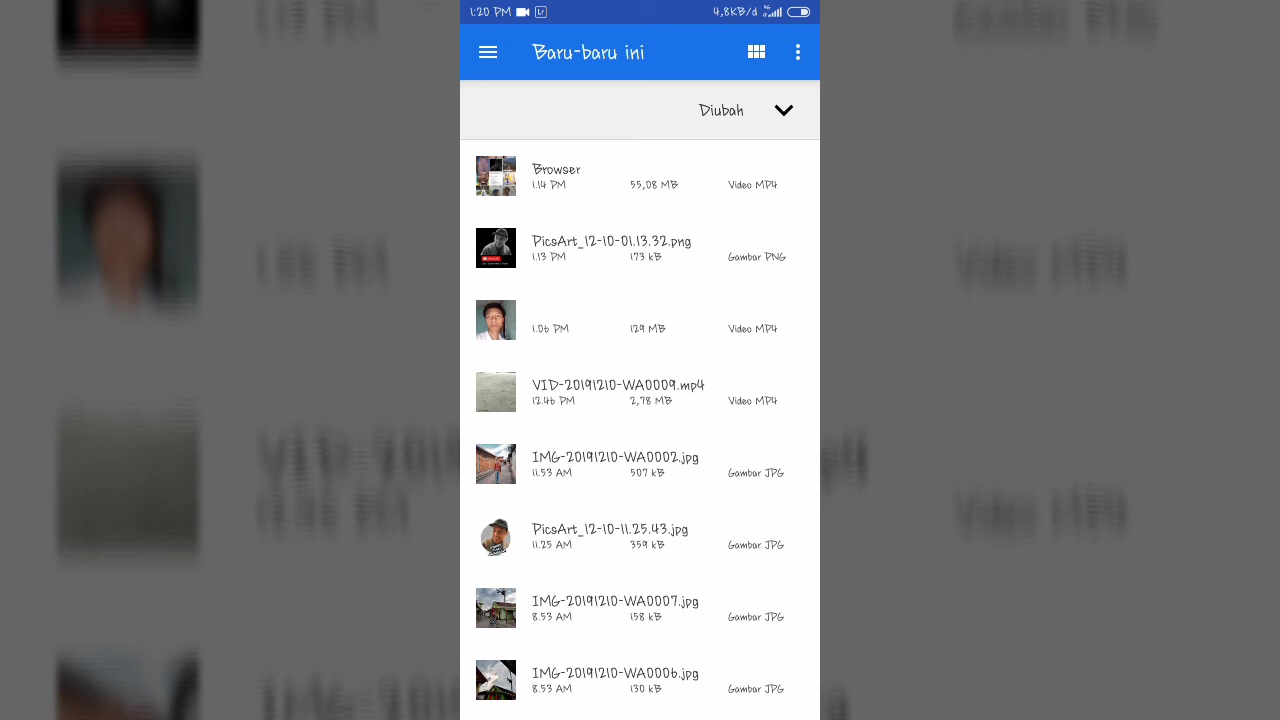 1:20 PM
4,8KB/d
Baru-baru ini
Diubah
Browser
1.14 PM 55,08 MB Video MP4
PicsArt_12-10-01.13.32.png
1.13 PM 173 kB Gambar PNG
1.06 PM 129 MB Video MP4
VID-20191210-WA0009.mp4
12.46 PM 2,78 MB Video MP4
IMG-20191210-WA0002.jpg
11.53 AM 507 kB Gambar JPG
PicsArt_12-10-11.25.43.jpg
11.25 AM 359 kB Gambar JPG
IMG-20191210-WA0007.jpg
8.53 AM 158 kB Gambar JPG
IMG-20191210-WA0006.jpg
8.53 AM 130 kB Gambar JPG